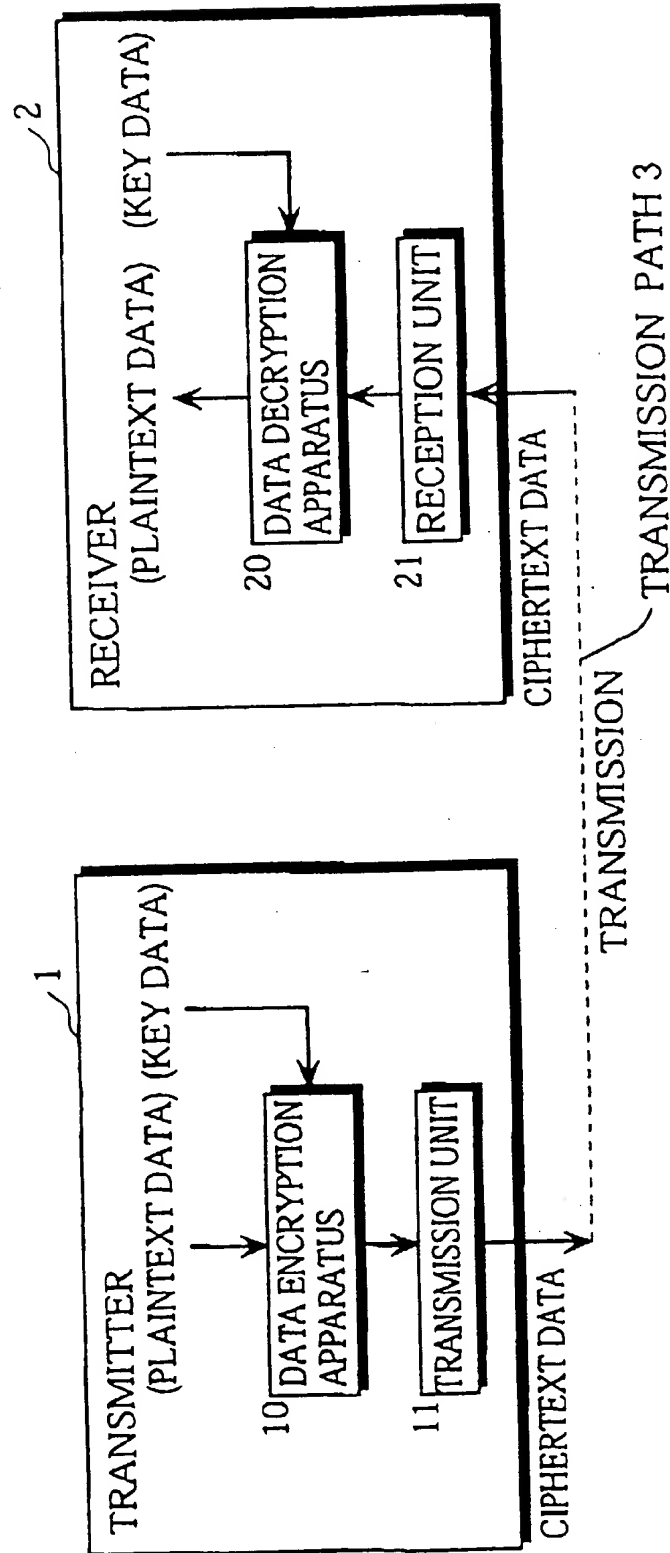 TRANSMITTER
1
(PLAINTEXT DATA) (KEY DATA)
10
DATA ENCRYPTION
APPARATUS
11
TRANSMISSION UNIT
CIPHERTEXT DATA
RECEIVER
2
(PLAINTEXT DATA) (KEY DATA)
20
DATA DECRYPTION
APPARATUS
21
RECEPTION UNIT
CIPHERTEXT DATA
TRANSMISSION
TRANSMISSION PATH 3